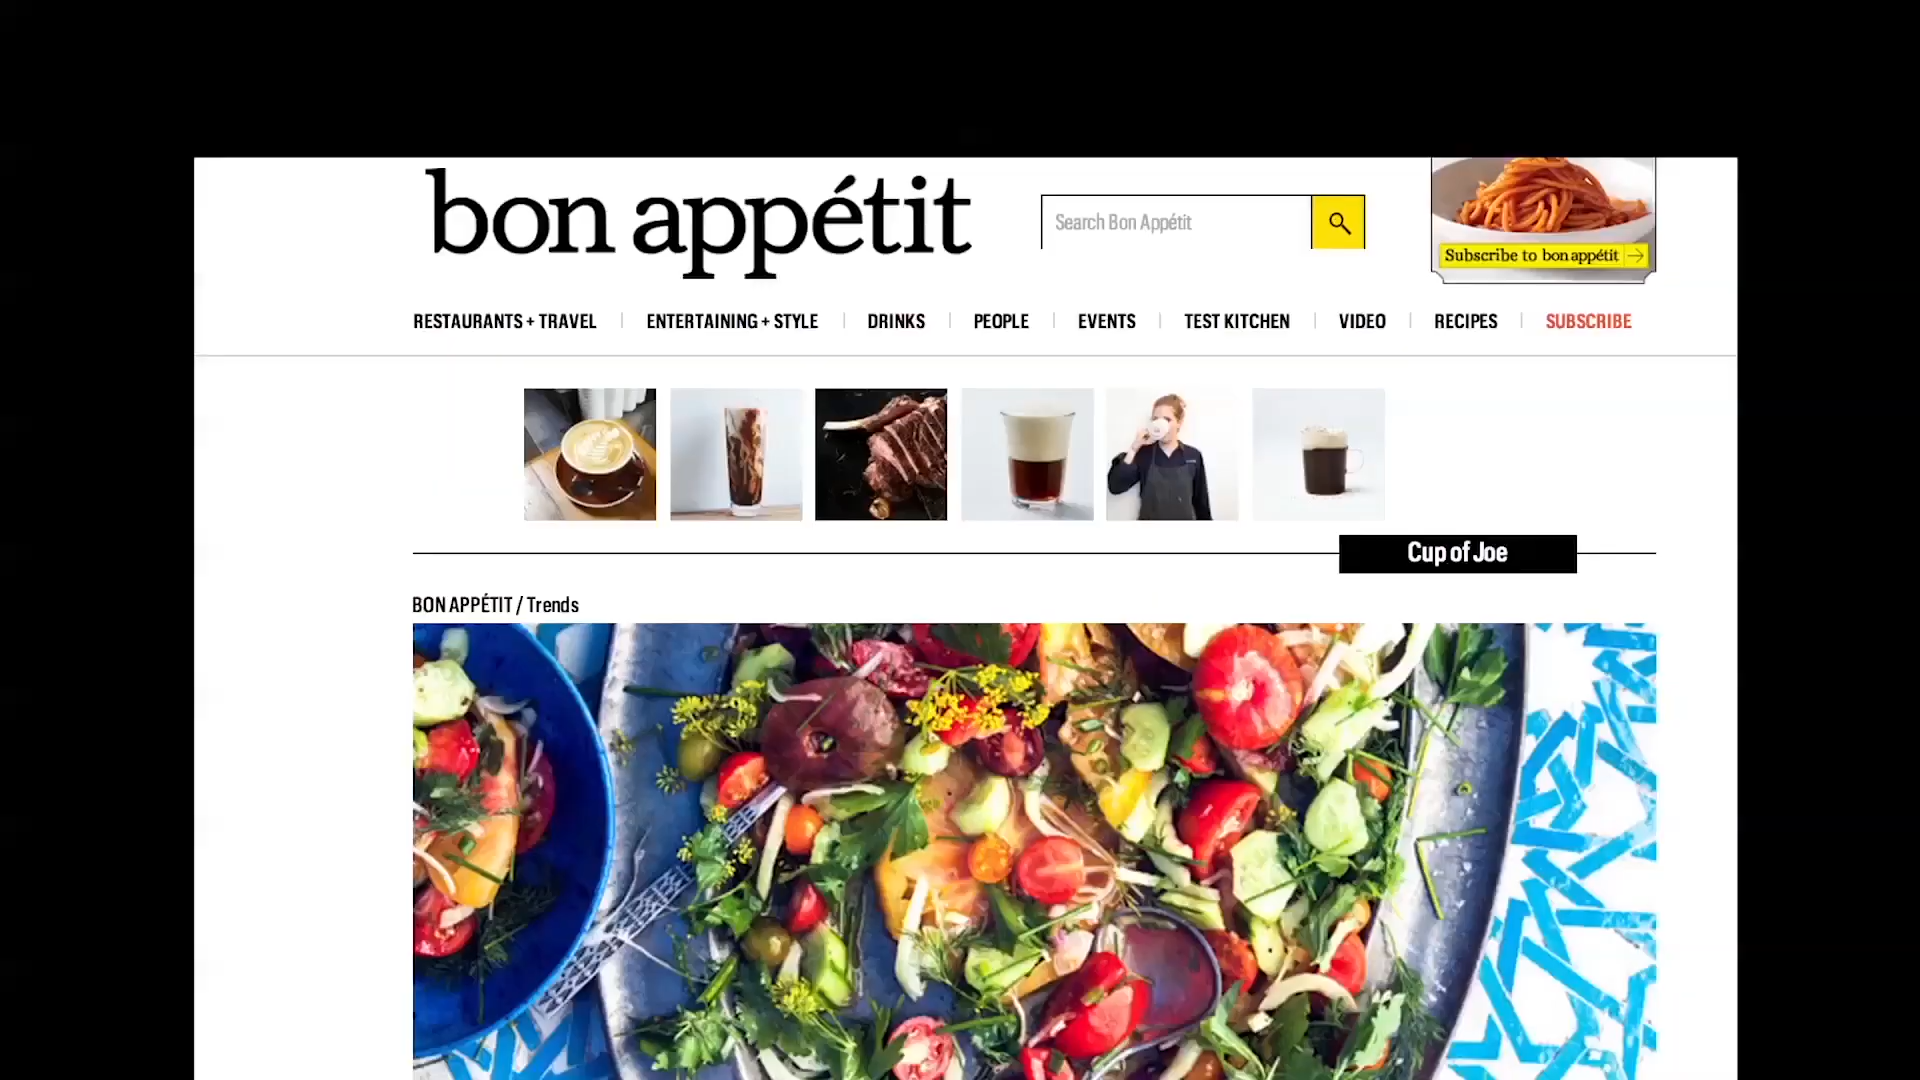 bon appétit
Search Bon Appétit
Subscribe to bon appétit
RESTAURANTS + TRAVEL
ENTERTAINING + STYLE
DRINKS
PEOPLE
EVENTS
TEST KITCHEN
VIDEO
RECIPES
SUBSCRIBE
Cup of Joe
BON APPÉTIT / Trends